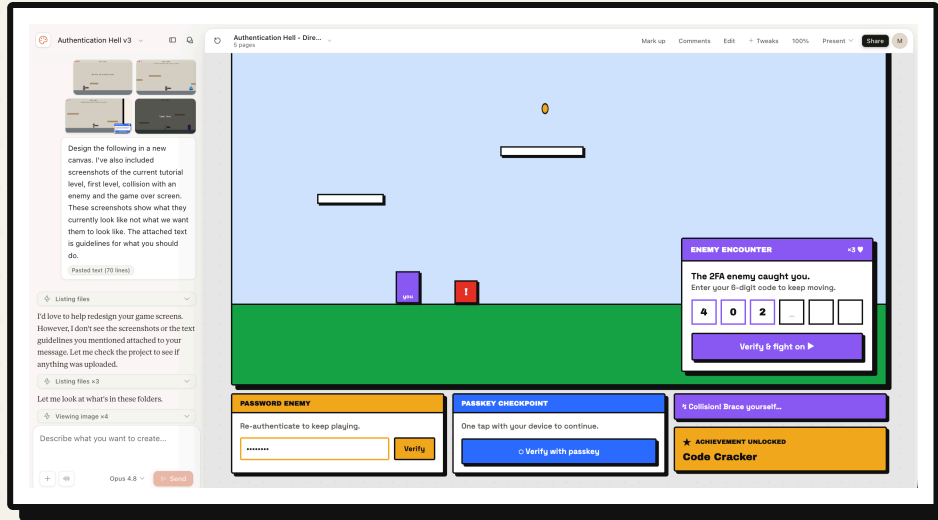 Authentication Hell v3
Design the following in a new
canvas. I've also included
screenshots of the current tutorial
level, first level, collision with an
enemy and the game over screen.
These screenshots show what they
currently look like not what we want
them to look like. The attached text
is guidelines for what you should
do.
Pasted text (70 lines)
Listing files
I'd love to help redesign your game screens.
However, I don't see the screenshots or the text
guidelines you mentioned attached to your
message. Let me check the project to see if
anything was uploaded.
Listing files ×3
Let me look at what's in these folders.
Viewing image ×4
Describe what you want to create...
Opus 4.8
Send
Authentication Hell - Dire...
5 pages
Mark up
Comments
Edit
+ Tweaks
100%
Present
Share
M
you
!
ENEMY ENCOUNTER
×3 ♥
The 2FA enemy caught you.
Enter your 6-digit code to keep moving.
4 0 2 _
Verify & fight on ▶
PASSWORD ENEMY
Re-authenticate to keep playing.
••••••••
Verify
PASSKEY CHECKPOINT
One tap with your device to continue.
○ Verify with passkey
↯ Collision! Brace yourself...
★ ACHIEVEMENT UNLOCKED
Code Cracker